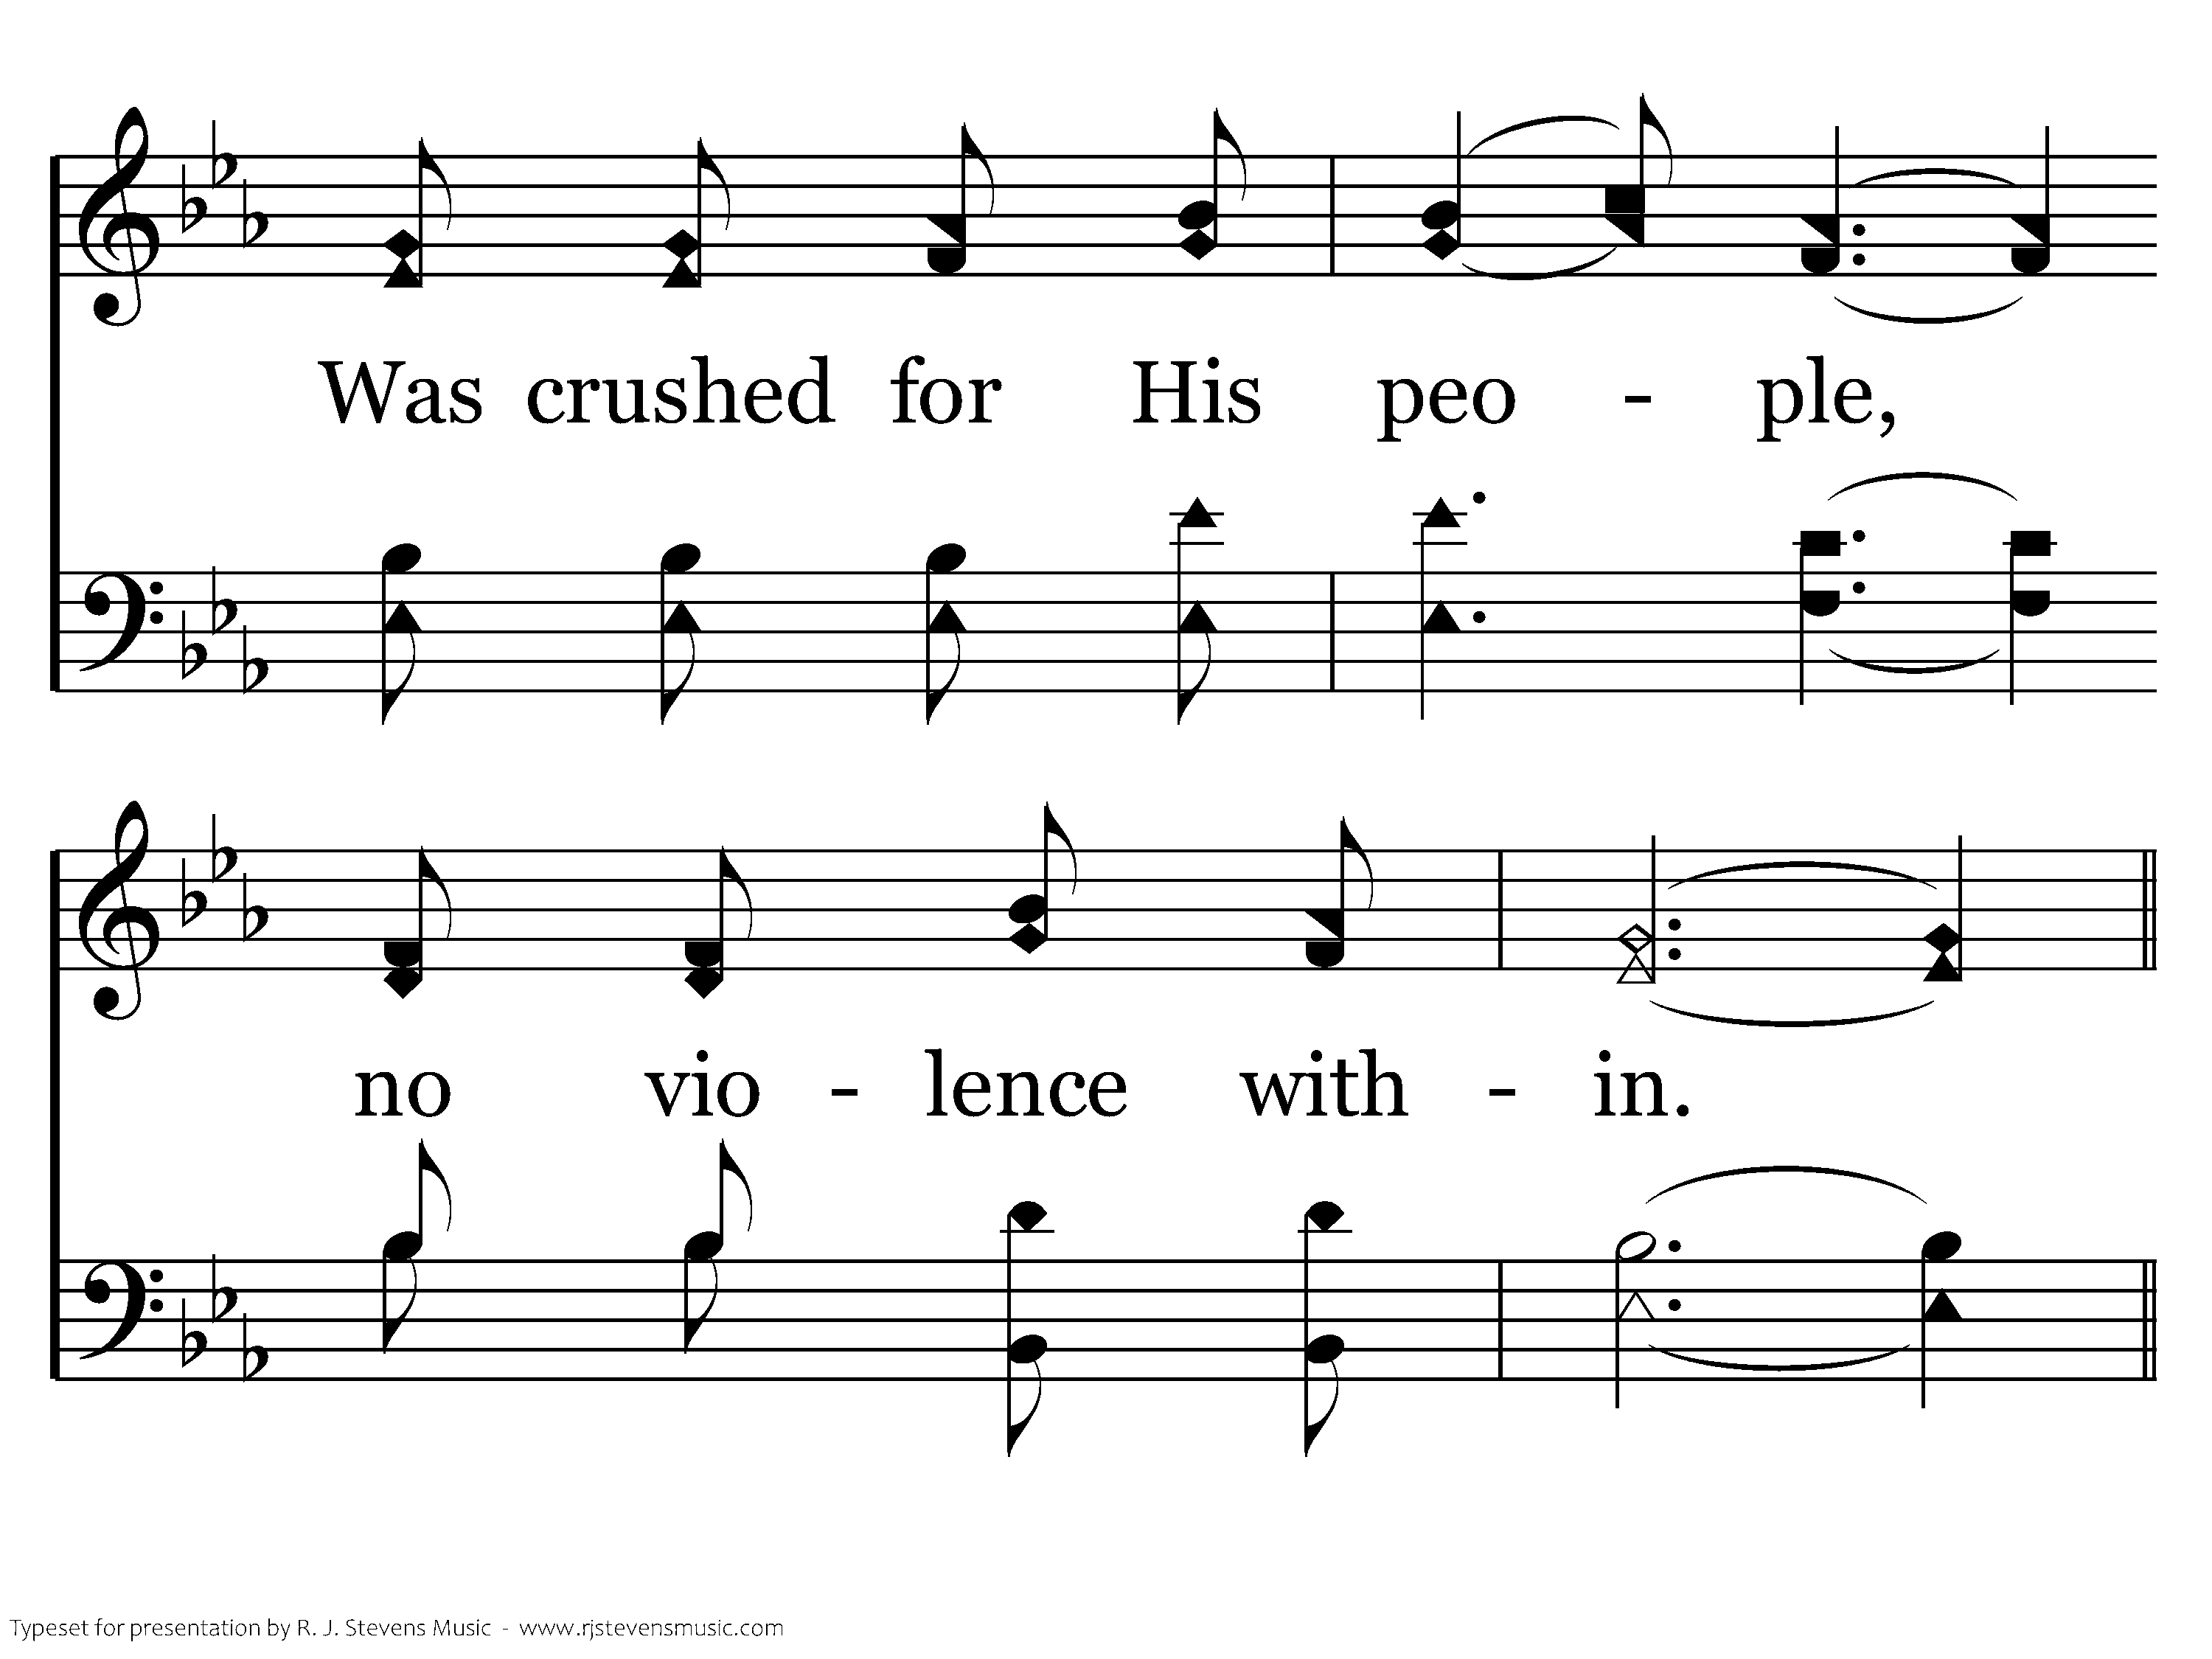 Was crushed for His peo - ple,
no vio - lence with - in.
Typeset for presentation by R. J. Stevens Music - www.rjstevensmusic.com